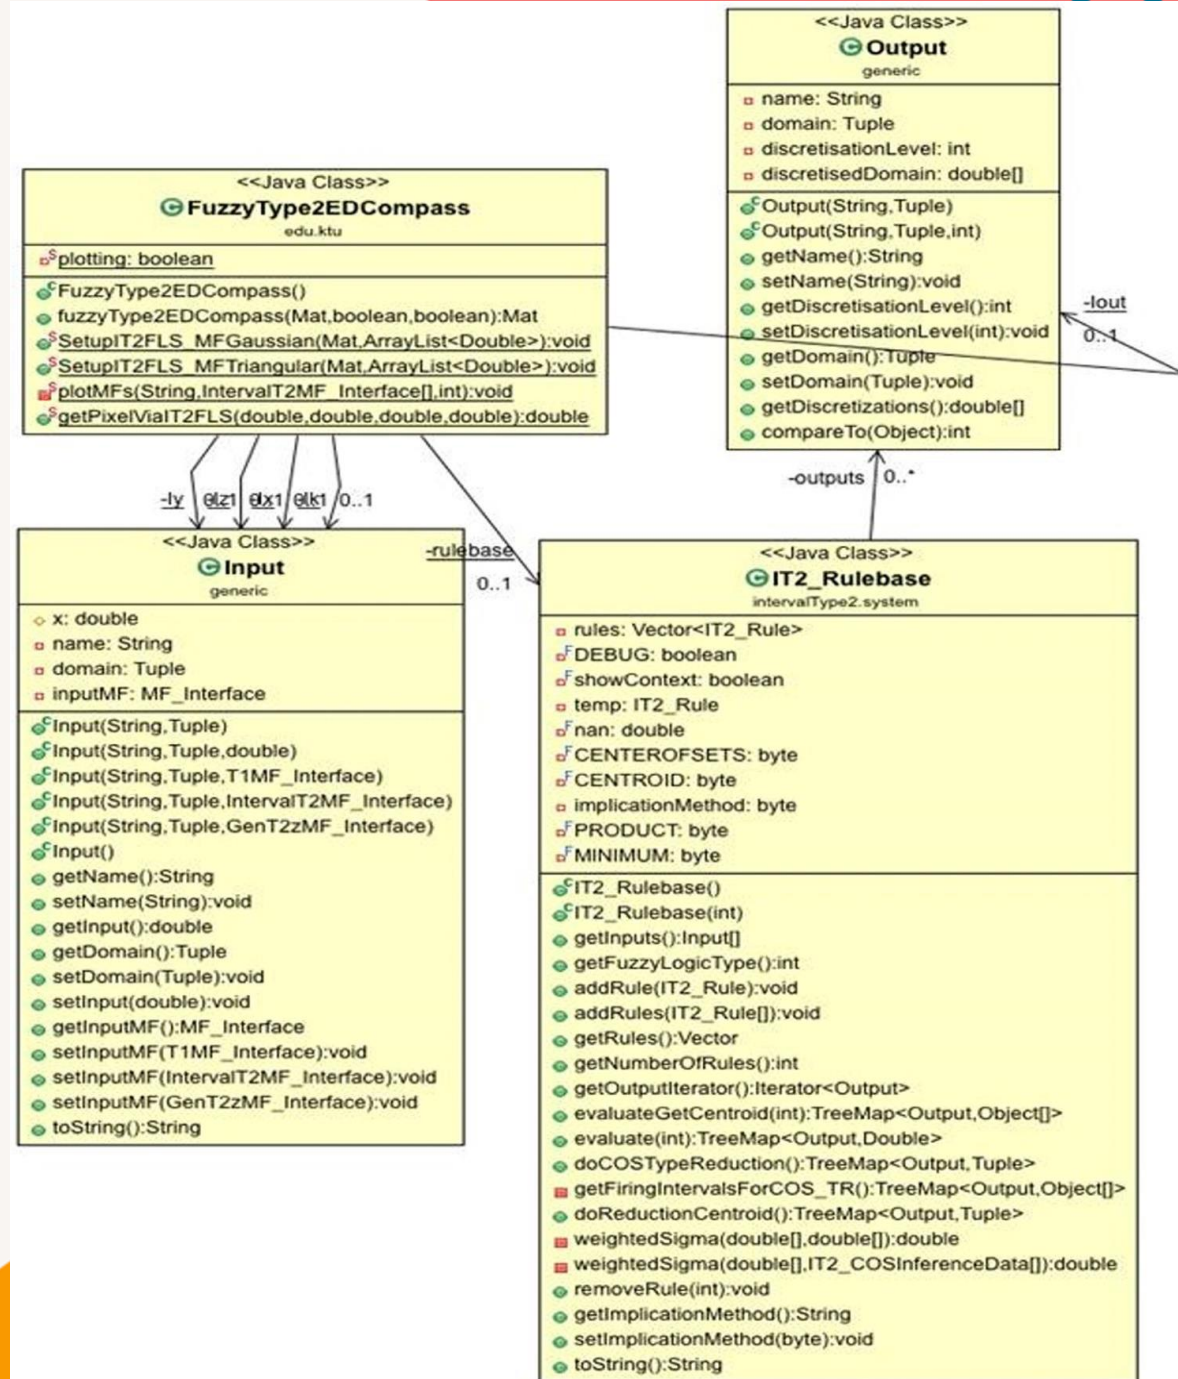 <<Java Class>>
Output
generic
name: String
domain: Tuple
discretisationLevel: int
discretisedDomain: double[]
Output(String,Tuple)
Output(String,Tuple,int)
getName():String
setName(String):void
getDiscretisationLevel():int
setDiscretisationLevel(int):void
getDomain():Tuple
setDomain(Tuple):void
getDiscretizations():double[]
compareTo(Object):int
-Iout
0..1
<<Java Class>>
FuzzyType2EDCompass
edu.ktu
plotting: boolean
FuzzyType2EDCompass()
fuzzyType2EDCompass(Mat,boolean,boolean):Mat
SetupIT2FLS_MFGaussian(Mat,ArrayList<Double>):void
SetupIT2FLS_MFTriangular(Mat,ArrayList<Double>):void
plotMFs(String,IntervalT2MF_Interface[],int):void
getPixelViaIT2FLS(double,double,double,double):double
-Iy
0..1
-outputs
0..*
-rulebase
0..1
<<Java Class>>
Input
generic
x: double
name: String
domain: Tuple
inputMF: MF_Interface
Input(String,Tuple)
Input(String,Tuple,double)
Input(String,Tuple,T1MF_Interface)
Input(String,Tuple,IntervalT2MF_Interface)
Input(String,Tuple,GenT2zMF_Interface)
Input()
getName():String
setName(String):void
getInput():double
getDomain():Tuple
setDomain(Tuple):void
setInput(double):void
getInputMF():MF_Interface
setInputMF(T1MF_Interface):void
setInputMF(IntervalT2MF_Interface):void
setInputMF(GenT2zMF_Interface):void
toString():String
<<Java Class>>
IT2_Rulebase
intervalType2.system
rules: Vector<IT2_Rule>
DEBUG: boolean
showContext: boolean
temp: IT2_Rule
nan: double
CENTEROFSETS: byte
CENTROID: byte
implicationMethod: byte
PRODUCT: byte
MINIMUM: byte
IT2_Rulebase()
IT2_Rulebase(int)
getInputs():Input[]
getFuzzyLogicType():int
addRule(IT2_Rule):void
addRules(IT2_Rule[]):void
getRules():Vector
getNumberOfRules():int
getOutputIterator():Iterator<Output>
evaluateGetCentroid(int):TreeMap<Output,Object[]>
evaluate(int):TreeMap<Output,Double>
doCOSTypeReduction():TreeMap<Output,Tuple>
getFiringIntervalsForCOS_TR():TreeMap<Output,Object[]>
doReductionCentroid():TreeMap<Output,Tuple>
weightedSigma(double[],double[]):double
weightedSigma(double[],IT2_COSInferenceData[]):double
removeRule(int):void
getImplicationMethod():String
setImplicationMethod(byte):void
toString():String